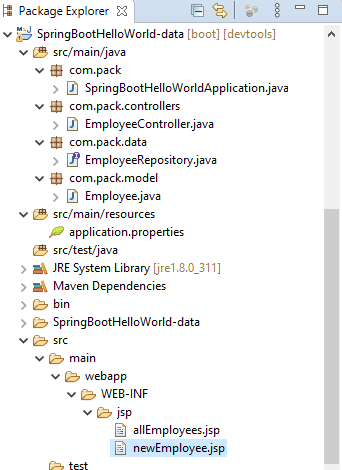 Package Explorer
SpringBootHelloWorld-data [boot] [devtools]
src/main/java
com.pack
SpringBootHelloWorldApplication.java
com.pack.controllers
EmployeeController.java
com.pack.data
EmployeeRepository.java
com.pack.model
Employee.java
src/main/resources
application.properties
src/test/java
JRE System Library [jre1.8.0_311]
Maven Dependencies
bin
SpringBootHelloWorld-data
src
main
webapp
WEB-INF
jsp
allEmployees.jsp
newEmployee.jsp
test